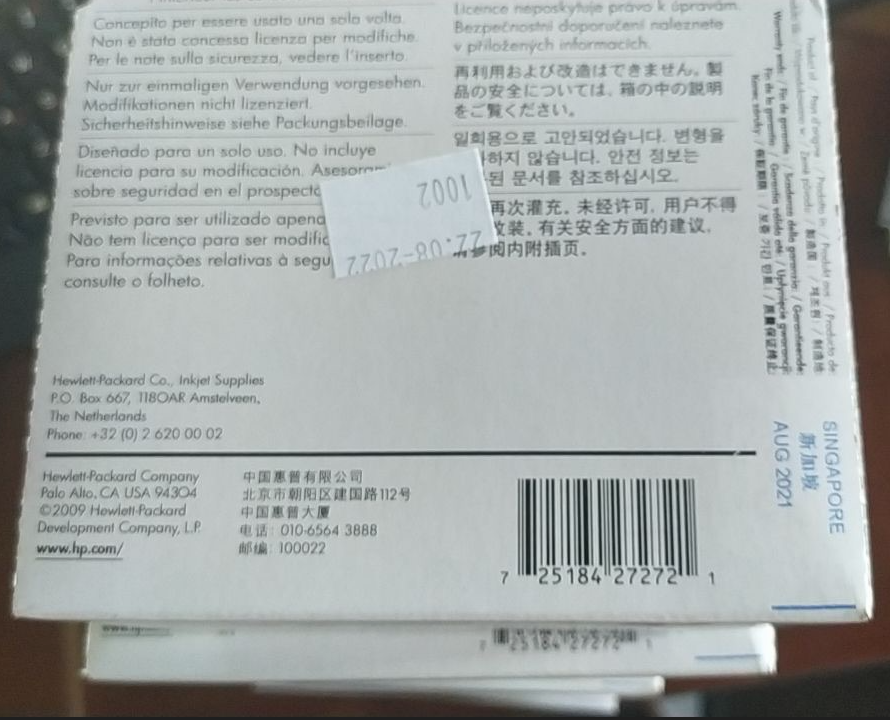 Concepito per essere usato una sola volta.
Non è stata concessa licenza per modifiche.
Per le note sulla sicurezza, vedere l'inserto.
Nur zur einmaligen Verwendung vorgesehen.
Modifikationen nicht lizenziert.
Sicherheitshinweise siehe Packungsbeilage.
Diseñado para un solo uso. No incluye
licencia para su modificación.
sobre seguridad en el
Previsto para ser utilizado
Não tem licença para ser
Para informações relativas à
consulte o folheto.
Licence neposkytuje právo k úpravám.
Bezpečnostní doporučení naleznete
v přiložených informacích.
再利用および改造はできません。製
品の安全については、箱の中の説明
をご覧ください。
일회용으로 고안되었습니다. 변형을
하지 않습니다. 안전 정보는
된 문서를 참조하십시오.
再次灌充。未经许可，用户不得
改装。有关安全方面的建议，
请参阅内附插页。
1002
22-08-2022
Hewlett-Packard Co., Inkjet Supplies
P.O. Box 667, 1180AR Amstelveen,
The Netherlands
Phone: +32 (0) 2 620 00 02
Hewlett-Packard Company
Palo Alto, CA USA 94304
©2009 Hewlett-Packard
Development Company, L.P.
www.hp.com/
中国惠普有限公司
北京市朝阳区建国路112号
中国惠普大厦
电话: 010-6564 3888
邮编: 100022
7 25184 27272 1
SINGAPORE
新加坡
AUG 2021